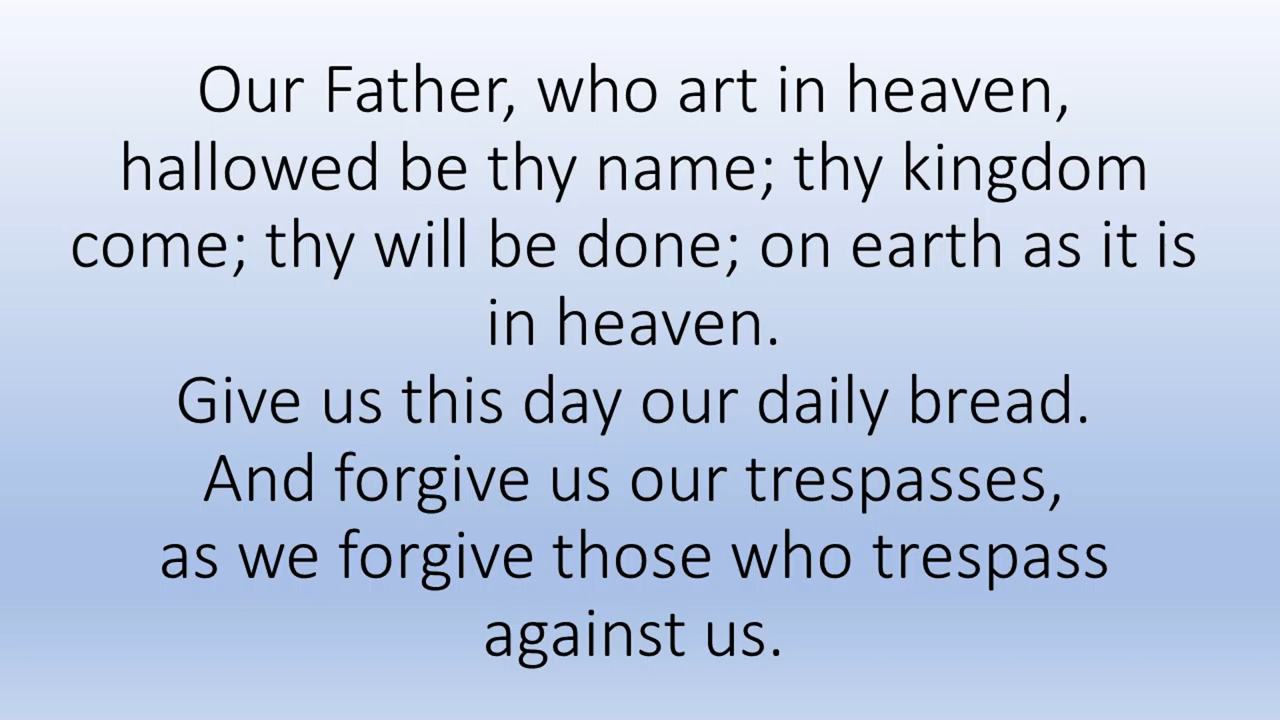 Our Father, who art in heaven,
hallowed be thy name; thy kingdom
come; thy will be done; on earth as it is
in heaven.
Give us this day our daily bread.
And forgive us our trespasses,
as we forgive those who trespass
against us.